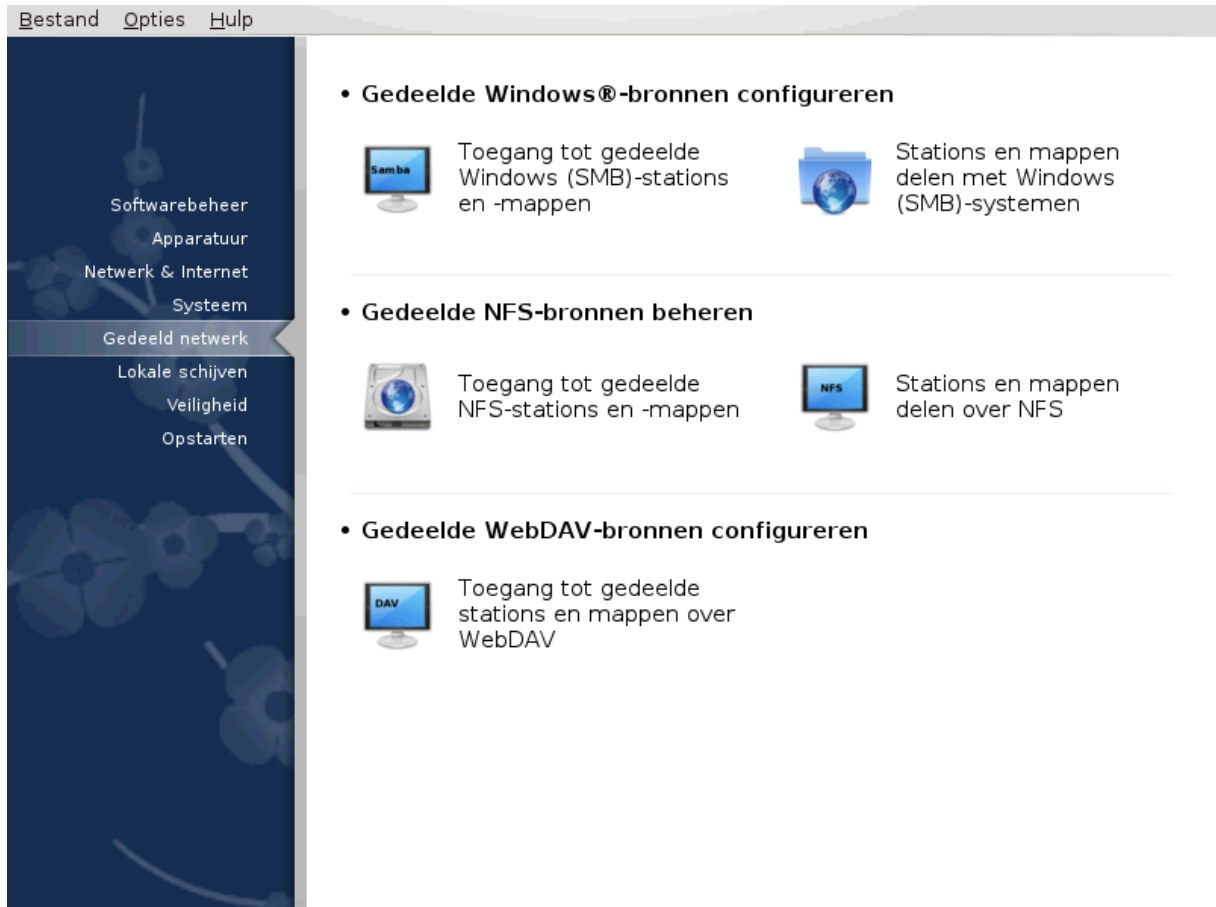 Bestand Opties Hulp
Softwarebeheer
Apparatuur
Netwerk & Internet
Systeem
Gedeeld netwerk
Lokale schijven
Veiligheid
Opstarten
• Gedeelde Windows®-bronnen configureren
Samba
Toegang tot gedeelde
Windows (SMB)-stations
en -mappen
Stations en mappen
delen met Windows
(SMB)-systemen
• Gedeelde NFS-bronnen beheren
Toegang tot gedeelde
NFS-stations en -mappen
NFS
Stations en mappen
delen over NFS
• Gedeelde WebDAV-bronnen configureren
DAV
Toegang tot gedeelde
stations en mappen over
WebDAV